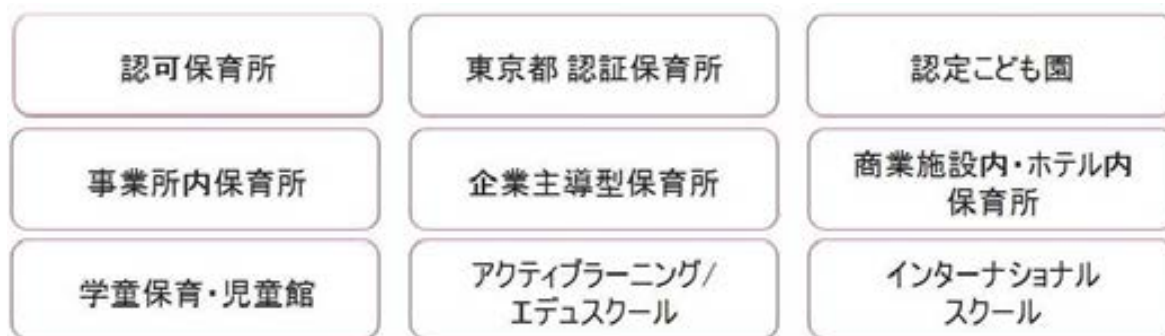 認可保育所
東京都 認証保育所
認定こども園
事業所内保育所
企業主導型保育所
商業施設内・ホテル内
保育所
学童保育・児童館
アクティブラーニング/
エデュスクール
インターナショナル
スクール